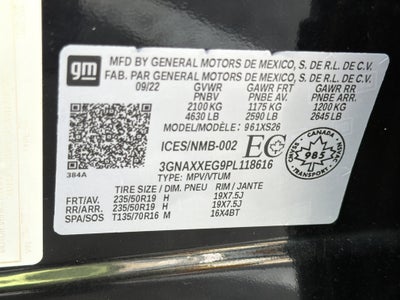 gm
MFD BY GENERAL MOTORS DE MEXICO, S. DE R.L. DE C.V.
FAB. PAR GENERAL MOTORS DE MEXICO, S. DE R.L. DE C.V.
09/22 GVWR GAWR FRT GAWR RR
PNBV PNBE AV. PNBE ARR.
2100 KG 1175 KG 1200 KG
4630 LB 2590 LB 2645 LB
MODEL/MODÈLE: 961XS26
ICES/NMB-002 EC
CANADA
985
384A
3GNAXXEG9PL118616
TYPE: MPV/VTUM
TIRE SIZE / DIM. PNEU RIM / JANTE
FRT/AV. 235/50R19 H 19X7.5J
RR/ARR. 235/50R19 H 19X7.5J
SPA/SOS T135/70R16 M 16X4BT